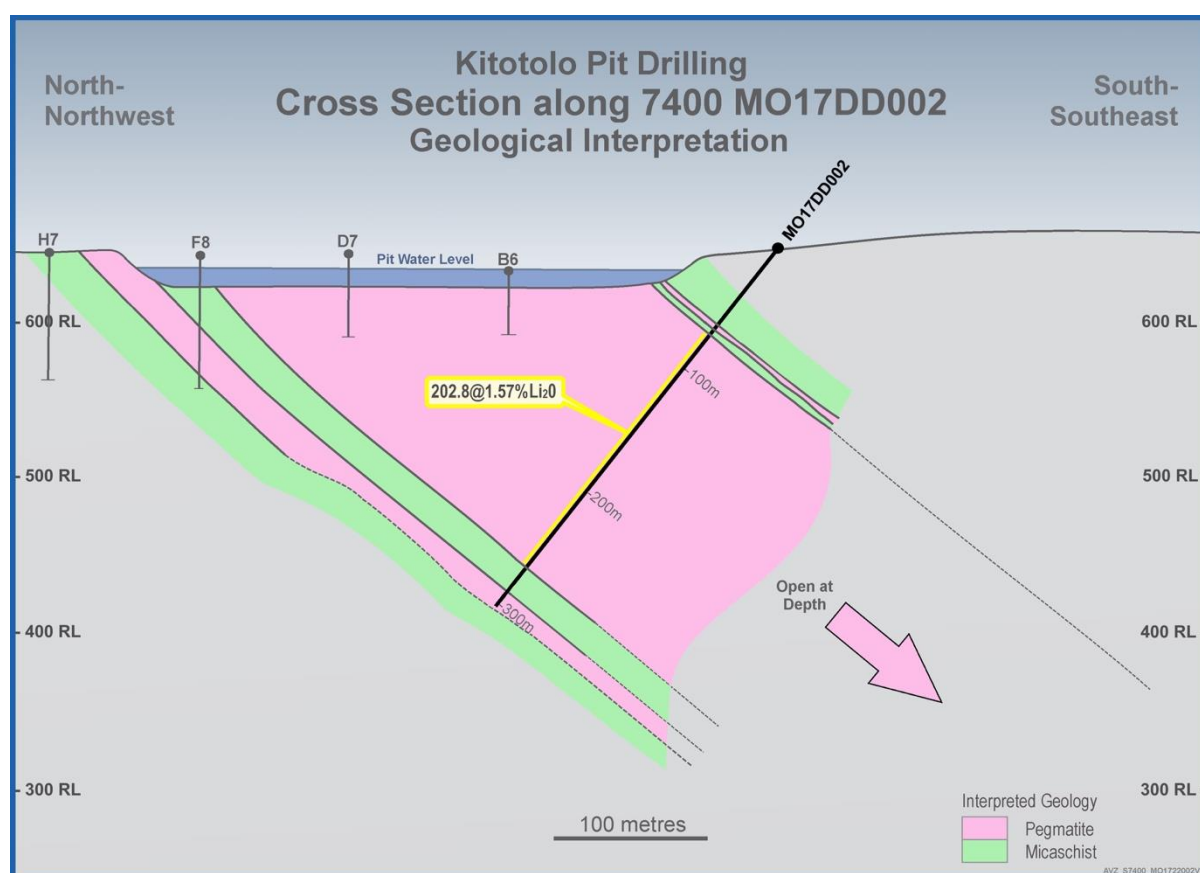 Kitotolo Pit Drilling
Cross Section along 7400 MO17DD002
Geological Interpretation
North-
Northwest
South-
Southeast
MO17DD002
H7
F8
D7
B6
Pit Water Level
- 600 RL
600 RL
-100m
202.8@1.57%Li₂0
- 500 RL
500 RL
-200m
Open at
Depth
-300m
- 400 RL
400 RL
- 300 RL
300 RL
100 metres
Interpreted Geology
Pegmatite
Micaschist